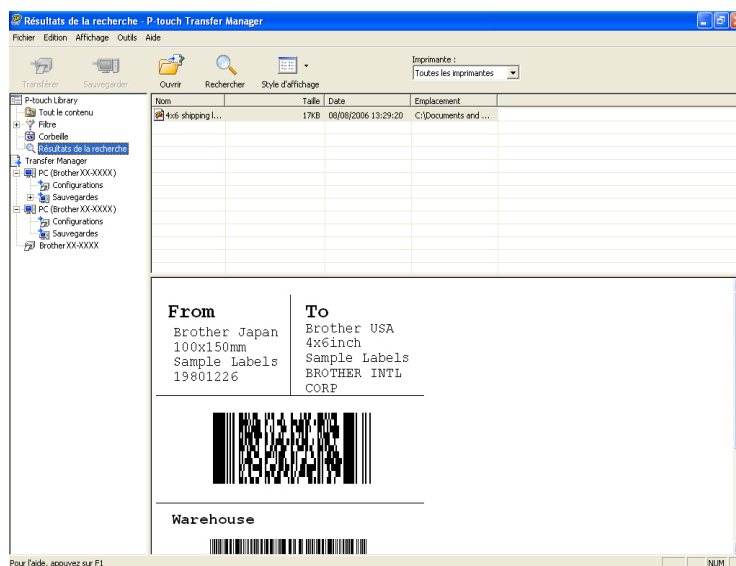 Résultats de la recherche - P-touch Transfer Manager
Fichier Edition Affichage Outils Aide
Transférer Sauvegarder Ouvrir Rechercher Style d'affichage
Imprimante :
Toutes les imprimantes
P-touch Library
Tout le contenu
Filtre
Corbeille
Résultats de la recherche
Transfer Manager
PC (Brother XX-XXXX)
Configurations
Sauvegardes
PC (Brother XX-XXXX)
Configurations
Sauvegardes
Brother XX-XXXX
Nom Taille Date Emplacement
4x6 shipping l... 17KB 08/08/2006 13:29:20 C:\Documents and ...
From
Brother Japan
100x150mm
Sample Labels
19801226
To
Brother USA
4x6inch
Sample Labels
BROTHER INTL
CORP
Warehouse
Pour l'aide, appuyez sur F1
NUM